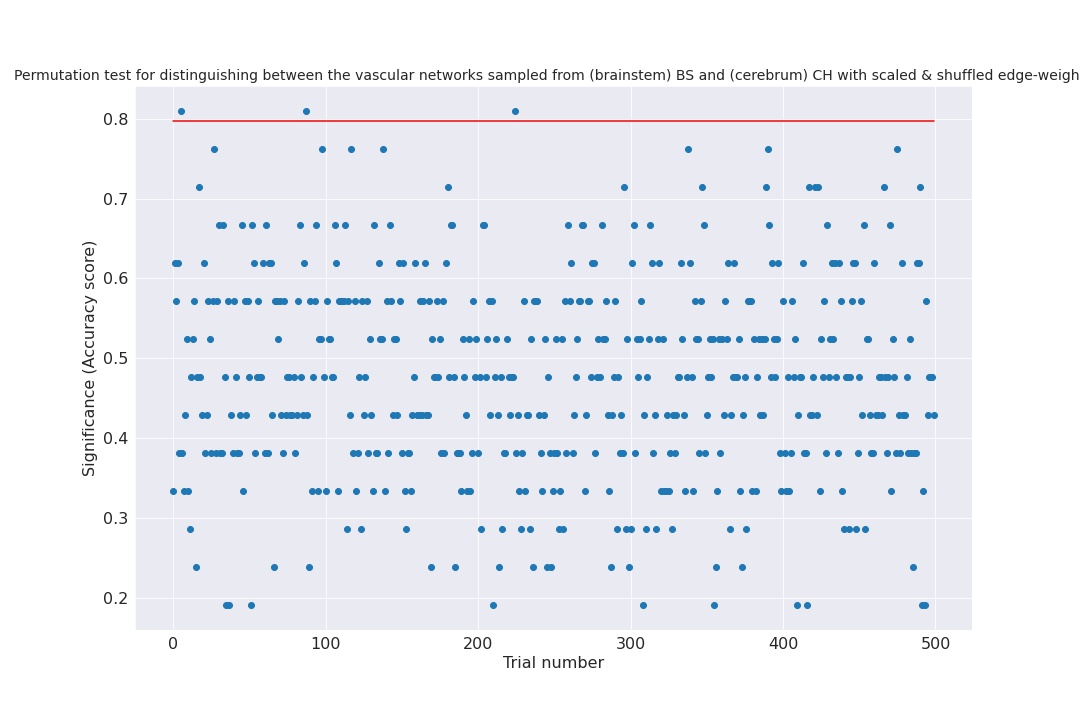 Permutation test for distinguishing between the vascular networks sampled from (brainstem) BS and (cerebrum) CH with scaled & shuffled edge-weigh
0.8
0.7
0.6
0.5
0.4
0.3
0.2
Significance (Accuracy score)
0 100 200 300 400 500
Trial number